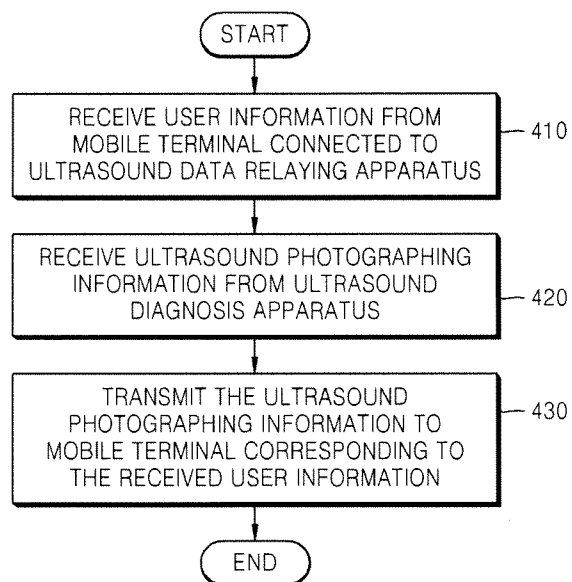 START
RECEIVE USER INFORMATION FROM
MOBILE TERMINAL CONNECTED TO
ULTRASOUND DATA RELAYING APPARATUS
410
RECEIVE ULTRASOUND PHOTOGRAPHING
INFORMATION FROM ULTRASOUND
DIAGNOSIS APPARATUS
420
TRANSMIT THE ULTRASOUND
PHOTOGRAPHING INFORMATION TO
MOBILE TERMINAL CORRESPONDING TO
THE RECEIVED USER INFORMATION
430
END